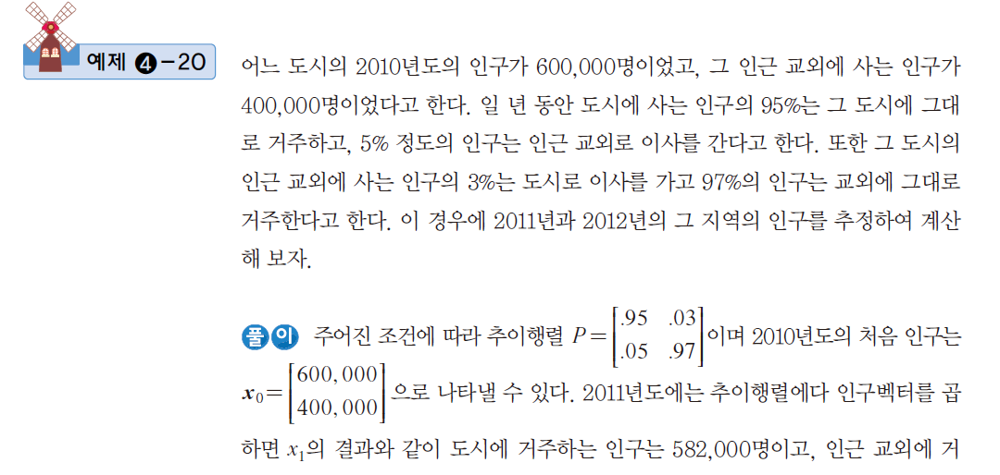 예제 ❹-20
어느 도시의 2010년도의 인구가 600,000명이었고, 그 인근 교외에 사는 인구가
400,000명이었다고 한다. 일 년 동안 도시에 사는 인구의 95%는 그 도시에 그대
로 거주하고, 5% 정도의 인구는 인근 교외로 이사를 간다고 한다. 또한 그 도시의
인근 교외에 사는 인구의 3%는 도시로 이사를 가고 97%의 인구는 교외에 그대로
거주한다고 한다. 이 경우에 2011년과 2012년의 그 지역의 인구를 추정하여 계산
해 보자.
풀이 주어진 조건에 따라 추이행렬 P=[.95 .03; .05 .97]이며 2010년도의 처음 인구는
x₀=[600,000; 400,000]으로 나타낼 수 있다. 2011년도에는 추이행렬에다 인구벡터를 곱
하면 x₁의 결과와 같이 도시에 거주하는 인구는 582,000명이고, 인근 교외에 거